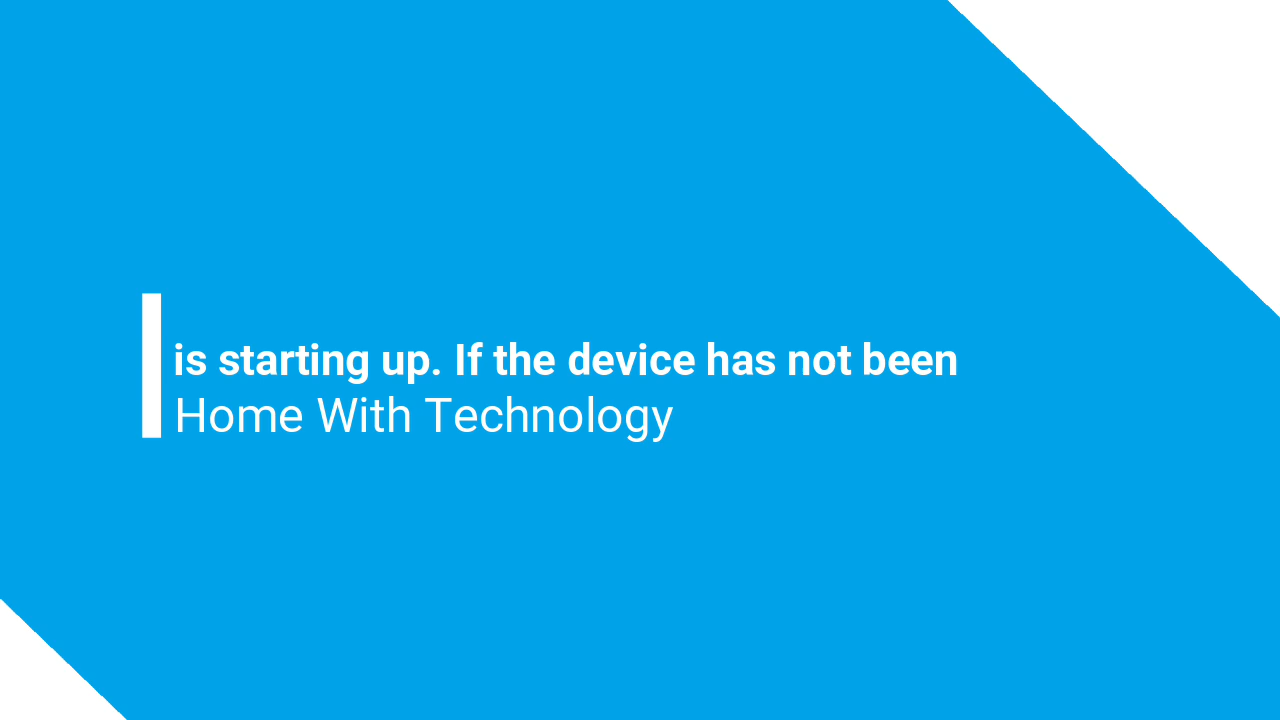 is starting up. If the device has not been
Home With Technology